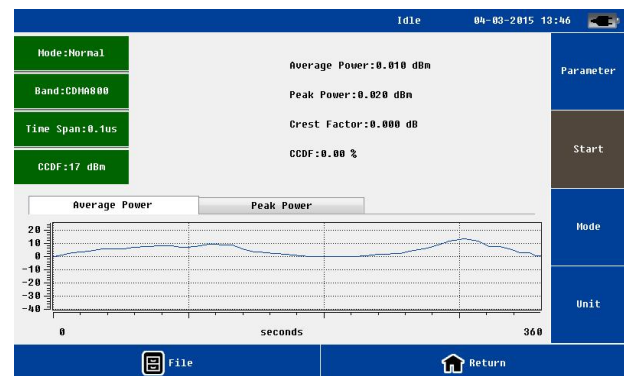 Idle 04-03-2015 13:46
Mode:Normal
Band:CDMA800
Time Span:0.1us
CCDF:17 dBm
Average Power:0.010 dBm
Peak Power:0.020 dBm
Crest Factor:0.000 dB
CCDF:0.00 %
Parameter
Start
Mode
Unit
Average Power Peak Power
20
10
0
-10
-20
-30
-40
0 seconds 360
File Return